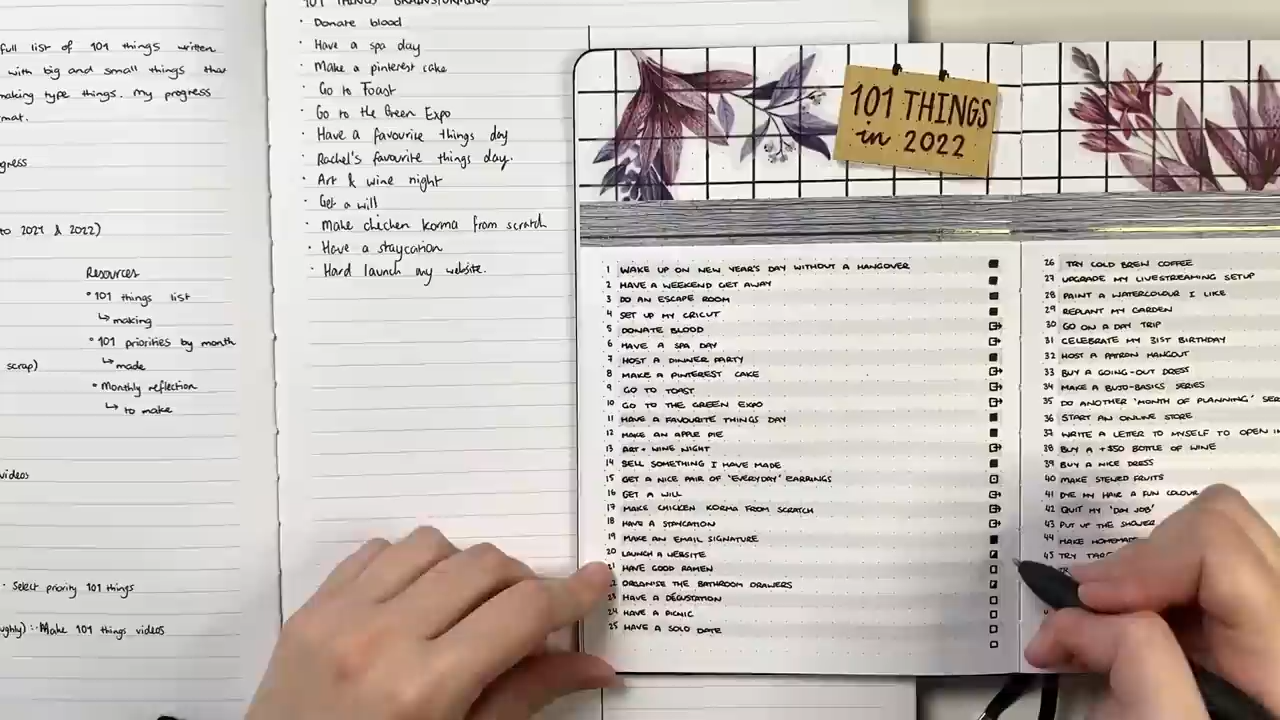 full list of 101 things written
with big and small things that
making type things. My progress
mat.
gress
to 2021 & 2022)
Resources
• 101 things list
↳ making
• 101 priorities by month
↳ made
scrap)
• Monthly reflection
↳ to make
videos
· Select priority 101 things
ughly) :· Make 101 things videos
101 THINGS BRAINSTORMING
· Donate blood
· Have a spa day
· Make a pinterest cake
· Go to Toast
· Go to the Green Expo
· Have a favourite things day
· Rachel's favourite things day.
· Art & wine night
· Get a will
· Make chicken korma from scratch
· Have a staycation
· Hard launch my website.
101 THINGS
in 2022
1 WAKE UP ON NEW YEAR'S DAY WITHOUT A HANGOVER
2 HAVE A WEEKEND GET AWAY
3 DO AN ESCAPE ROOM
4 SET UP MY CRICUT
5 DONATE BLOOD
6 HAVE A SPA DAY
7 HOST A DINNER PARTY
8 MAKE A PINTEREST CAKE
9 GO TO TOAST
10 GO TO THE GREEN EXPO
11 HAVE A FAVOURITE THINGS DAY
12 MAKE AN APPLE PIE
13 ART + WINE NIGHT
14 SELL SOMETHING I HAVE MADE
15 GET A NICE PAIR OF 'EVERYDAY' EARRINGS
16 GET A WILL
17 MAKE CHICKEN KORMA FROM SCRATCH
18 HAVE A STAYCATION
19 MAKE AN EMAIL SIGNATURE
20 LAUNCH A WEBSITE
21 HAVE GOOD RAMEN
22 ORGANISE THE BATHROOM DRAWERS
23 HAVE A DEGUSTATION
24 HAVE A PICNIC
25 HAVE A SOLO DATE
26 TRY COLD BREW COFFEE
27 UPGRADE MY LIVESTREAMING SETUP
28 PAINT A WATERCOLOUR I LIKE
29 REPLANT MY GARDEN
30 GO ON A DAY TRIP
31 CELEBRATE MY 31ST BIRTHDAY
32 HOST A PATRON HANGOUT
33 BUY A GOING-OUT DRESS
34 MAKE A BUJO-BASICS SERIES
35 DO ANOTHER 'MONTH OF PLANNING' SER
36 START AN ONLINE STORE
37 WRITE A LETTER TO MYSELF TO OPEN I
38 BUY A +$50 BOTTLE OF WINE
39 BUY A NICE DRESS
40 MAKE STEWED FRUITS
41 DYE MY HAIR A FUN COLOUR
42 QUIT MY 'DAY JOB'
43 PUT UP THE SHOWER
44 MAKE HOMEMA
45 TRY